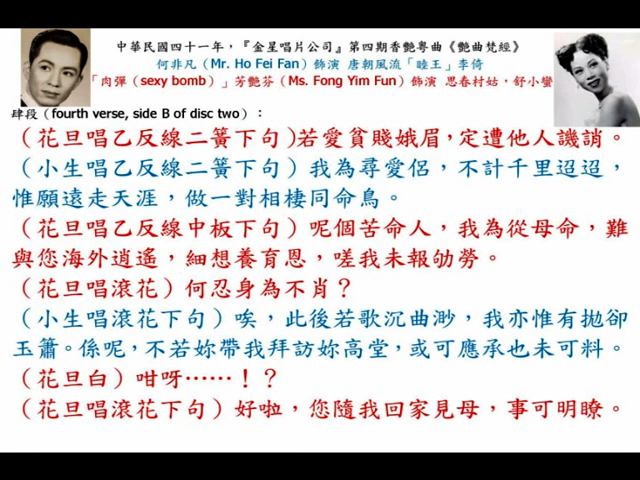 中華民國四十一年，『金星唱片公司』第四期香艷粵曲《艷曲梵經》
何非凡（Mr. Ho Fei Fan）飾演 唐朝風流「睦王」李倚
「肉彈（sexy bomb）」芳艷芬（Ms. Fong Yim Fun）飾演 思春村姑，舒小鸞
肆段（fourth verse, side B of disc two）：
（花旦唱乙反線二簧下句）若愛貧賤娥眉，定遭他人譏誚。
（小生唱乙反線二簧下句）我為尋愛侶，不計千里迢迢，
惟願遠走天涯，做一對相棲同命鳥。
（花旦唱乙反線中板下句）呢個苦命人，我為從母命，難
與您海外逍遙，細想養育恩，嗟我未報劬勞。
（花旦唱滾花）何忍身為不肖？
（小生唱滾花下句）唉，此後若歌沉曲渺，我亦惟有拋卻
玉簫。係呢，不若妳帶我拜訪妳高堂，或可應承也未可料。
（花旦白）咁呀……！？
（花旦唱滾花下句）好啦，您隨我回家見母，事可明瞭。